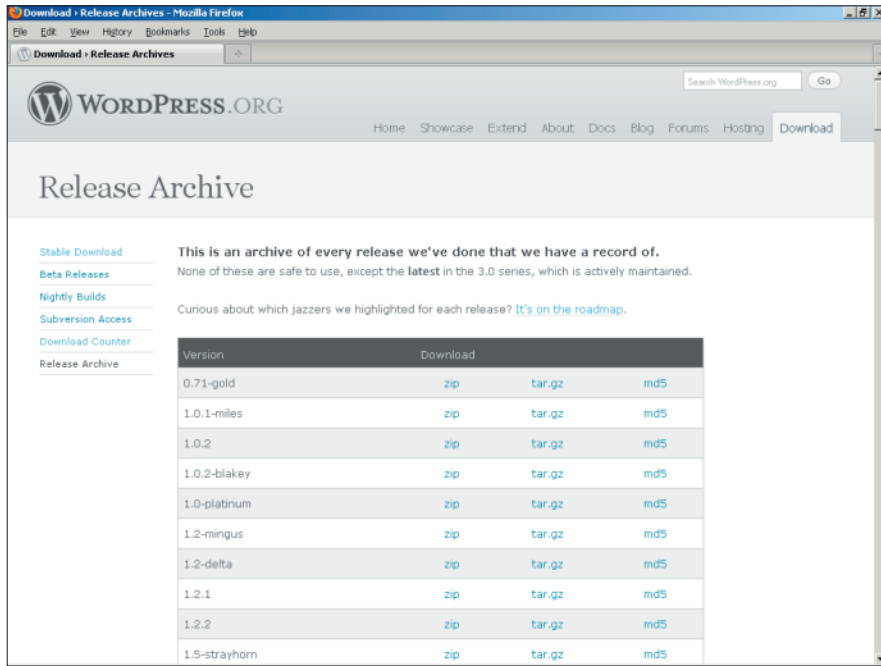 Download › Release Archives - Mozilla Firefox
File Edit View History Bookmarks Tools Help
Download › Release Archives
WORDPRESS.ORG
Search WordPress.org Go
Home Showcase Extend About Docs Blog Forums Hosting Download
Release Archive
Stable Download
Beta Releases
Nightly Builds
Subversion Access
Download Counter
Release Archive
This is an archive of every release we've done that we have a record of.
None of these are safe to use, except the latest in the 3.0 series, which is actively maintained.
Curious about which jazzers we highlighted for each release? It's on the roadmap.
Version Download
0.71-gold zip tar.gz md5
1.0.1-miles zip tar.gz md5
1.0.2 zip tar.gz md5
1.0.2-blakey zip tar.gz md5
1.0-platinum zip tar.gz md5
1.2-mingus zip tar.gz md5
1.2-delta zip tar.gz md5
1.2.1 zip tar.gz md5
1.2.2 zip tar.gz md5
1.5-strayhorn zip tar.gz md5